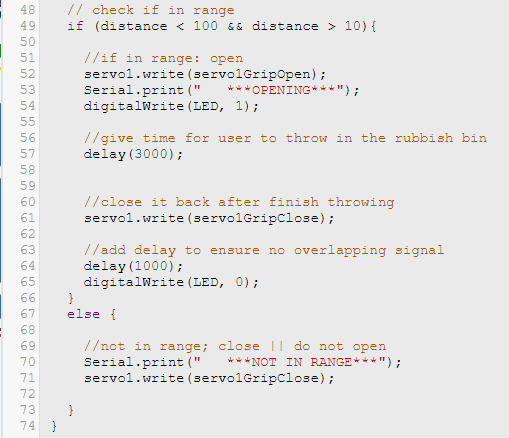 48 // check if in range
49 if (distance < 100 && distance > 10){
50
51 //if in range: open
52 servo1.write(servo1GripOpen);
53 Serial.print("   ***OPENING***");
54 digitalWrite(LED, 1);
55
56 //give time for user to throw in the rubbish bin
57 delay(3000);
58
59
60 //close it back after finish throwing
61 servo1.write(servo1GripClose);
62
63 //add delay to ensure no overlapping signal
64 delay(1000);
65 digitalWrite(LED, 0);
66 }
67 else {
68
69 //not in range; close || do not open
70 Serial.print("   ***NOT IN RANGE***");
71 servo1.write(servo1GripClose);
72
73 }
74 }